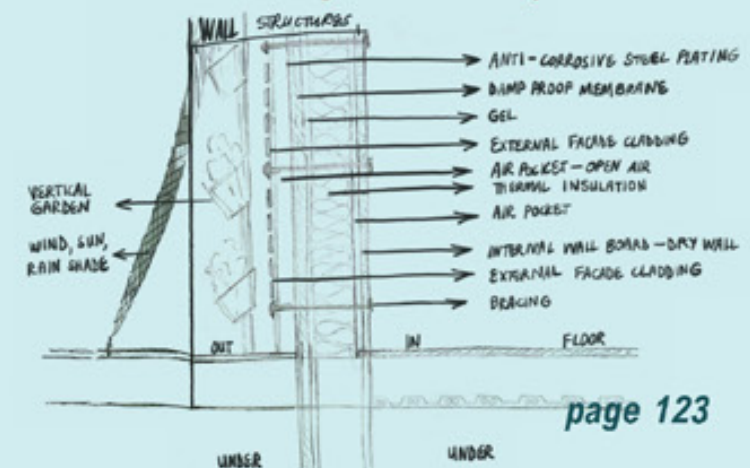 WALL STRUCTURES
ANTI-CORROSIVE STEEL PLATING
DAMP PROOF MEMBRANE
GEL
EXTERNAL FACADE CLADDING
AIR POCKET-OPEN AIR
THERMAL INSULATION
AIR POCKET
INTERNAL WALL BOARD-DRY WALL
EXTERNAL FACADE CLADDING
BRACING
VERTICAL
GARDEN
WIND, SUN,
RAIN SHADE
OUT
IN
FLOOR
page 123
UNDER
UNDER